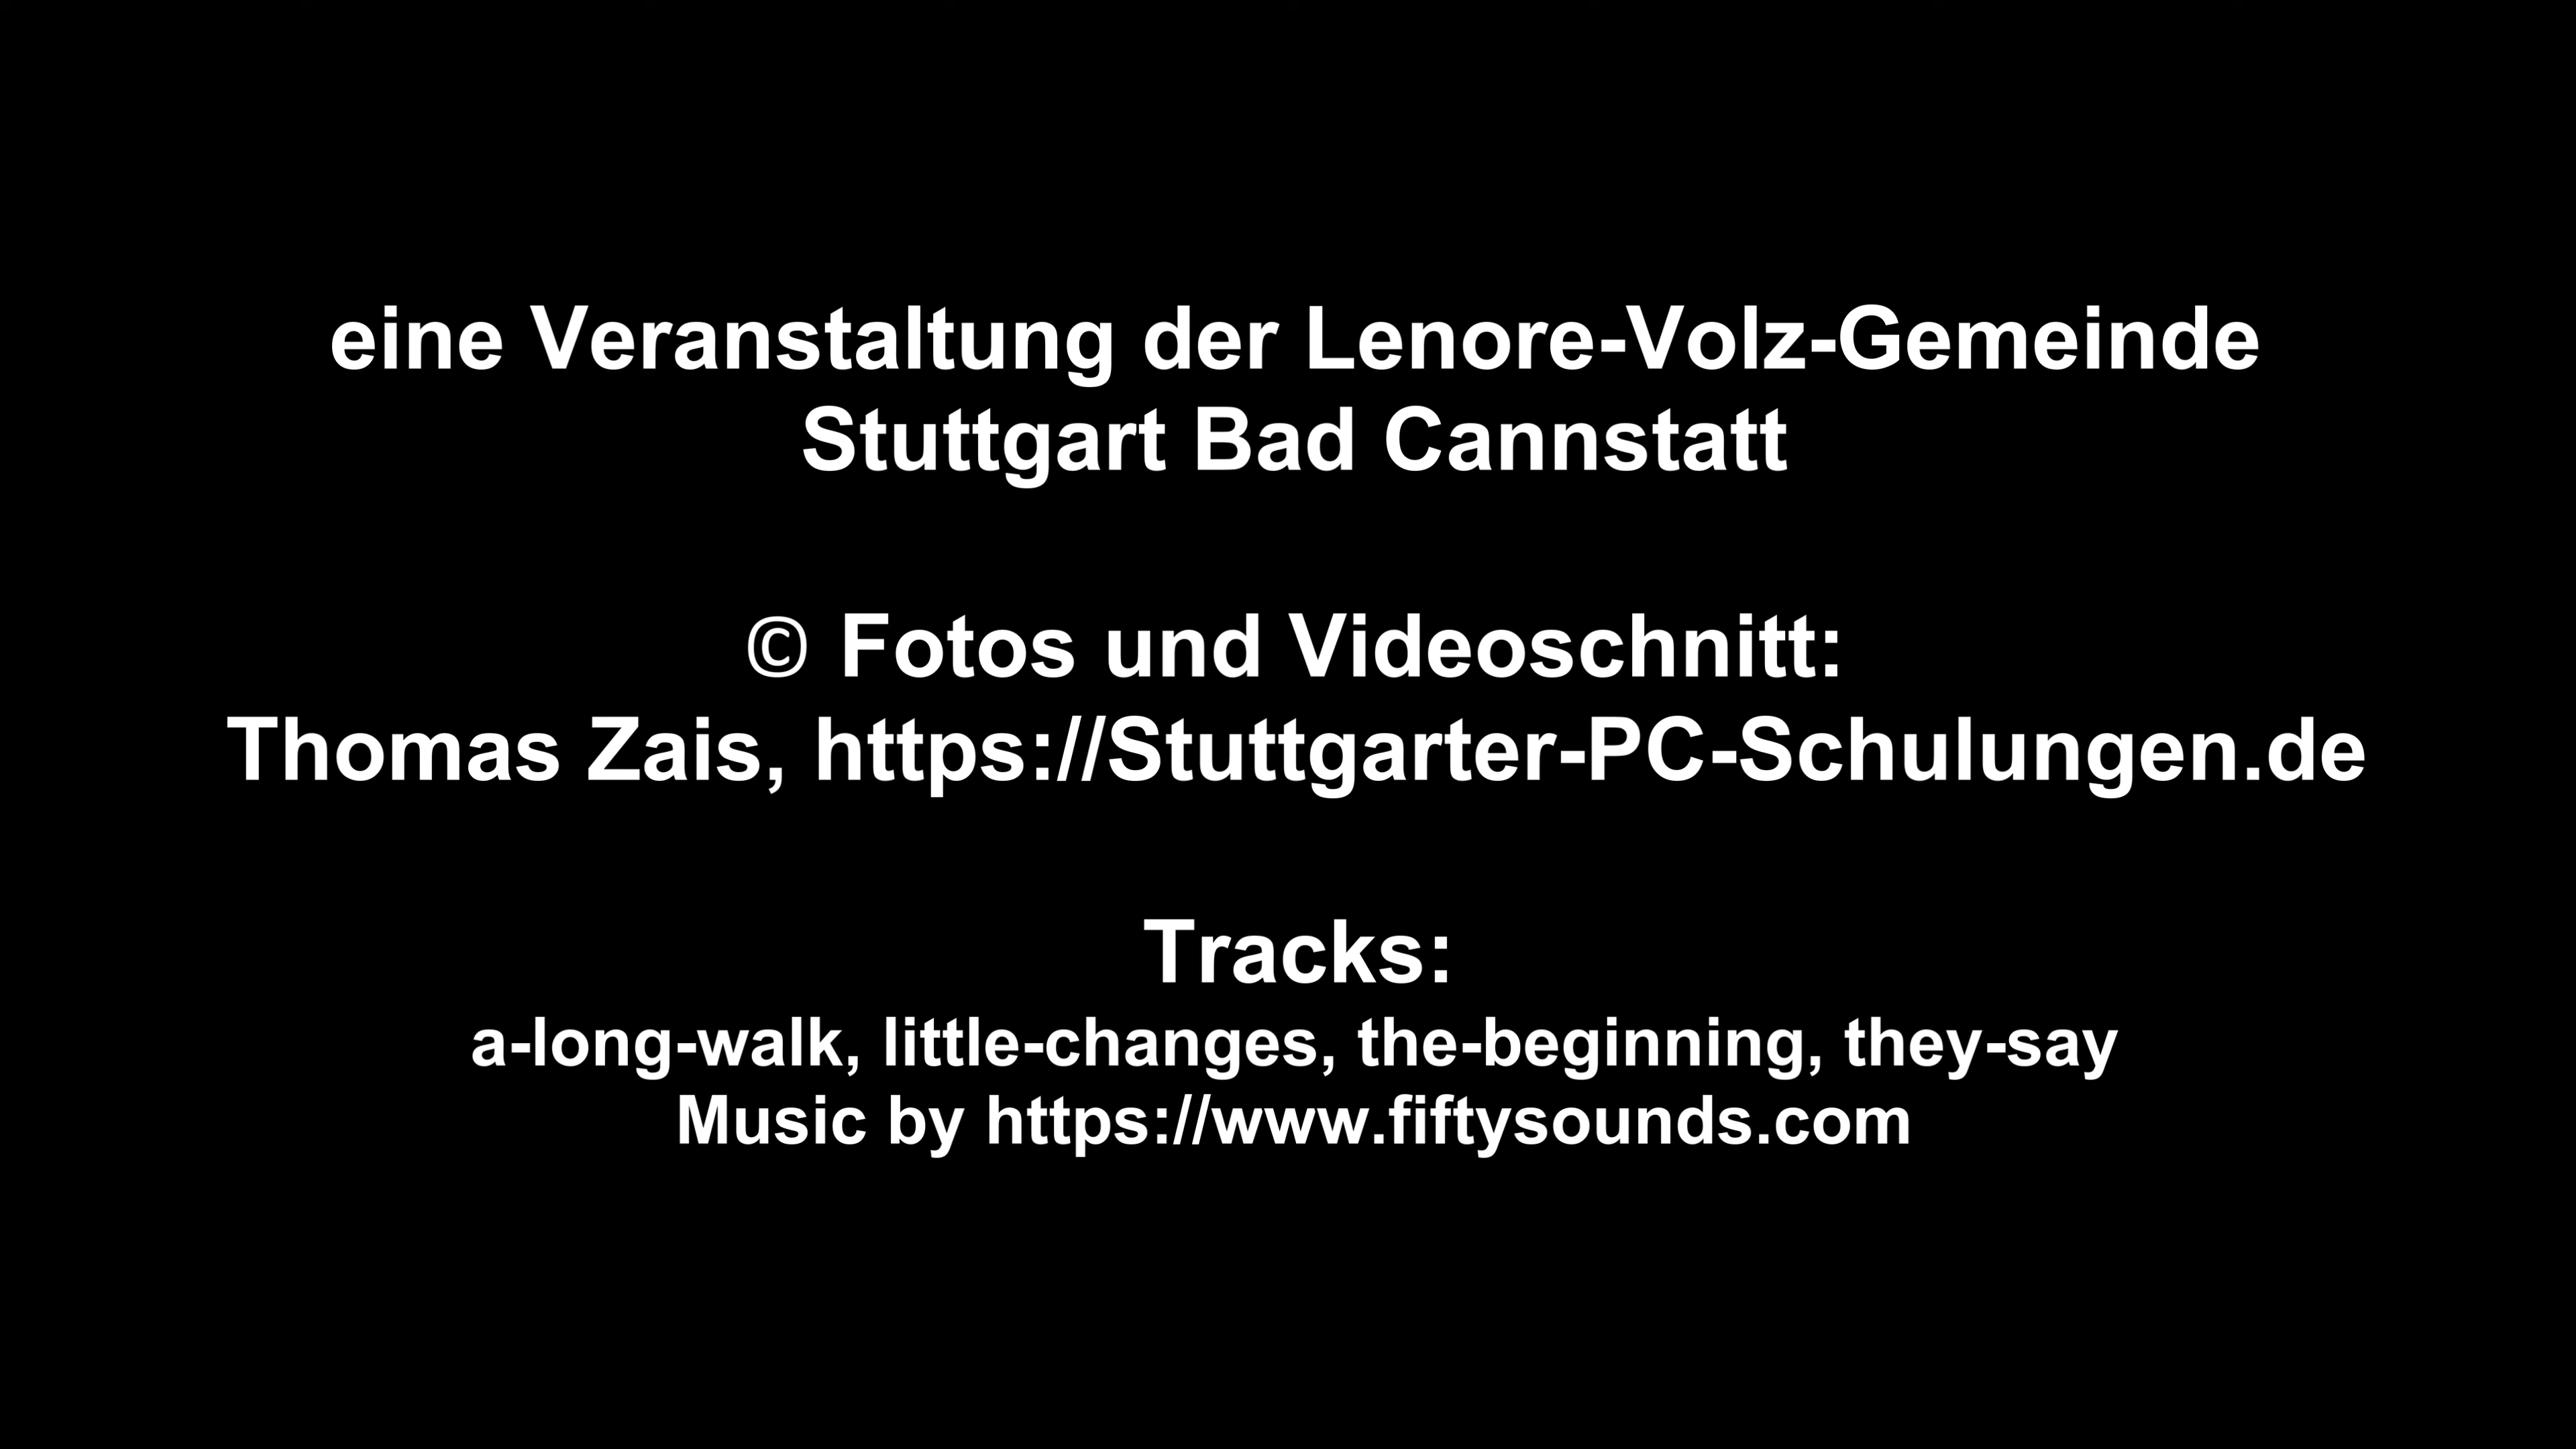 eine Veranstaltung der Lenore-Volz-Gemeinde
Stuttgart Bad Cannstatt
© Fotos und Videoschnitt:
Thomas Zais, https://Stuttgarter-PC-Schulungen.de
Tracks:
a-long-walk, little-changes, the-beginning, they-say
Music by https://www.fiftysounds.com